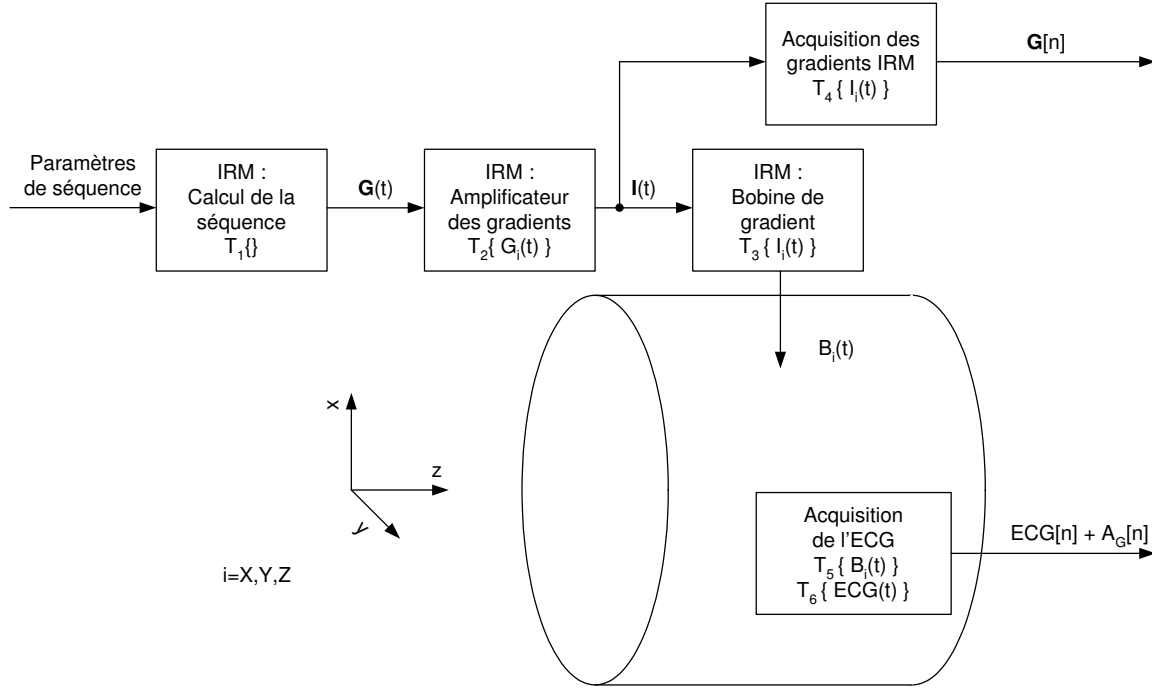 Acquisition des
gradients IRM
T4 { Ii(t) }
G[n]
Paramètres
de séquence
IRM :
Calcul de la
séquence
T1{}
G(t)
IRM :
Amplificateur
des gradients
T2{ Gi(t) }
I(t)
IRM :
Bobine de
gradient
T3 { Ii(t) }
Bi(t)
x
z
y
i=X,Y,Z
Acquisition
de l'ECG
T5 { Bi(t) }
T6 { ECG(t) }
ECG[n] + AG[n]